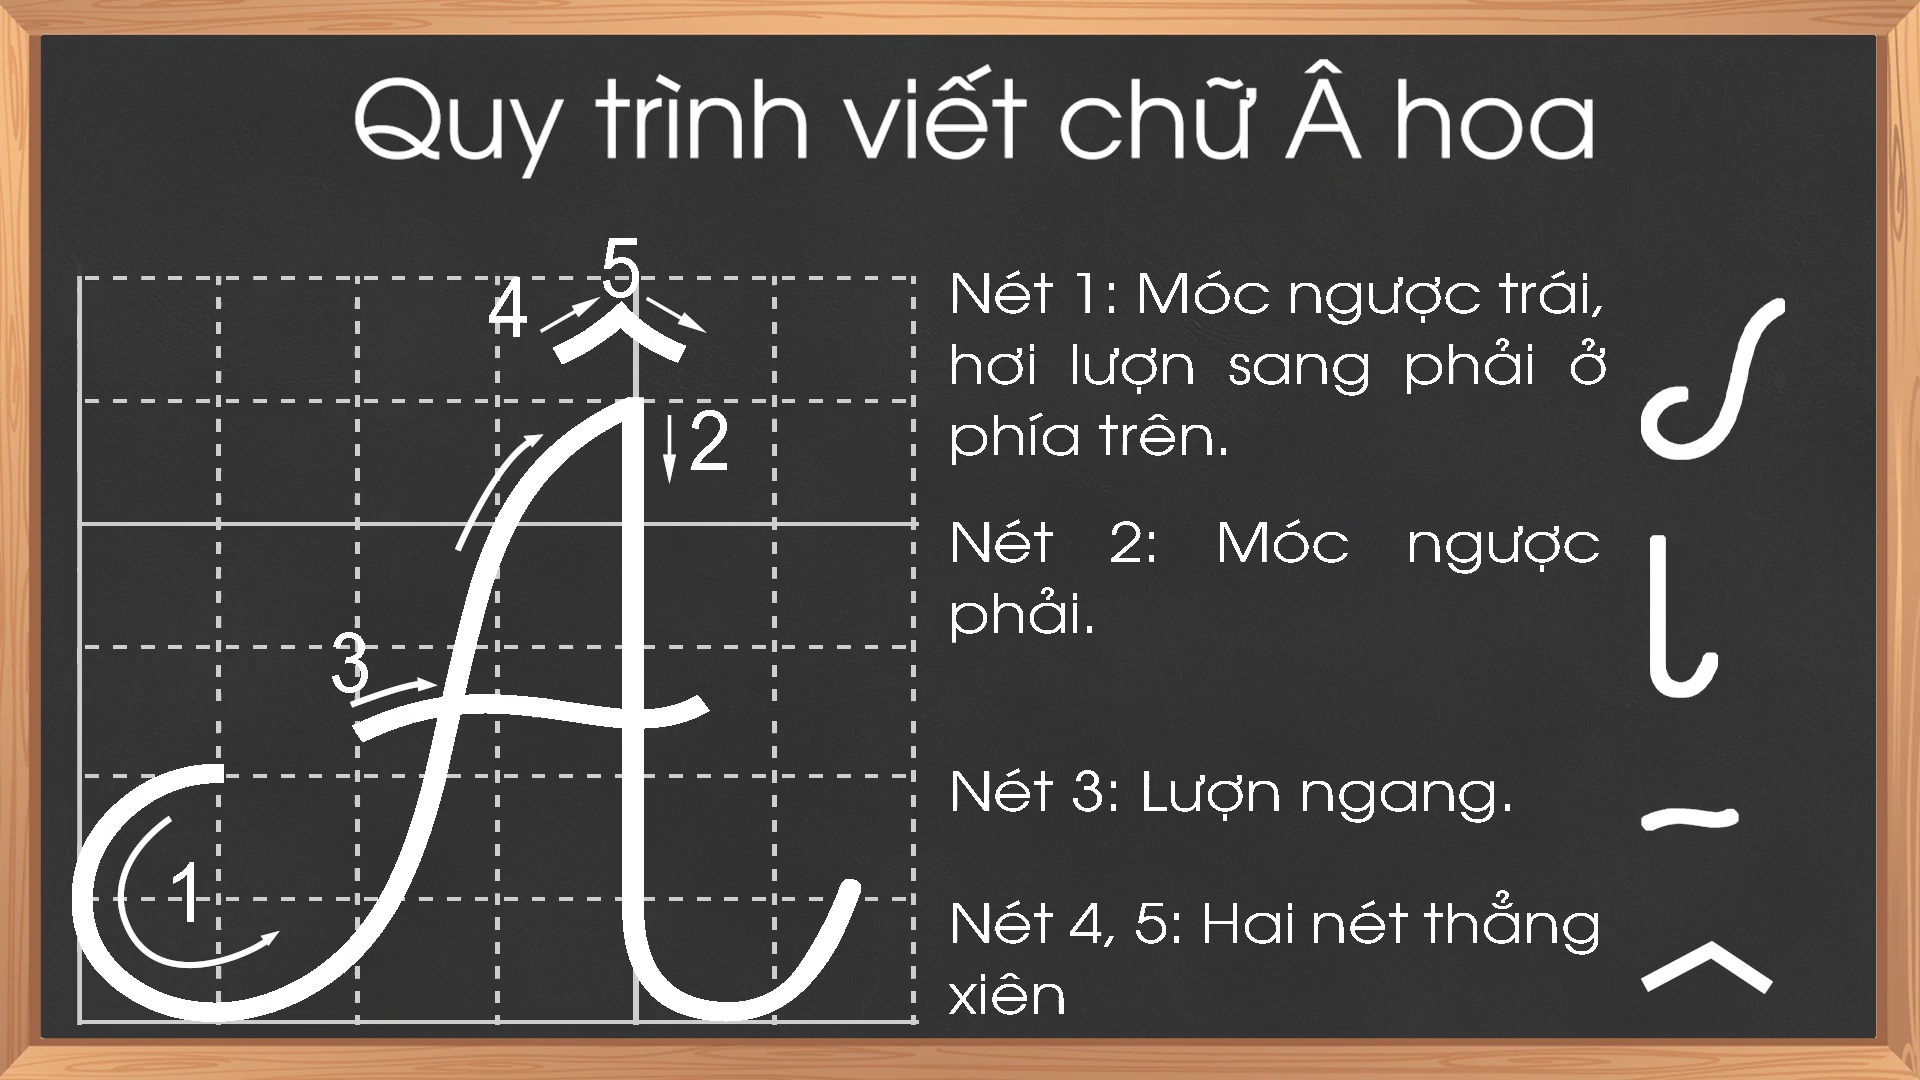 Quy trình viết chữ Â hoa
5
4
2
3
1
Nét 1: Móc ngược trái,
hơi lượn sang phải ở
phía trên.
Nét 2: Móc ngược
phải.
Nét 3: Lượn ngang.
Nét 4, 5: Hai nét thẳng
xiên